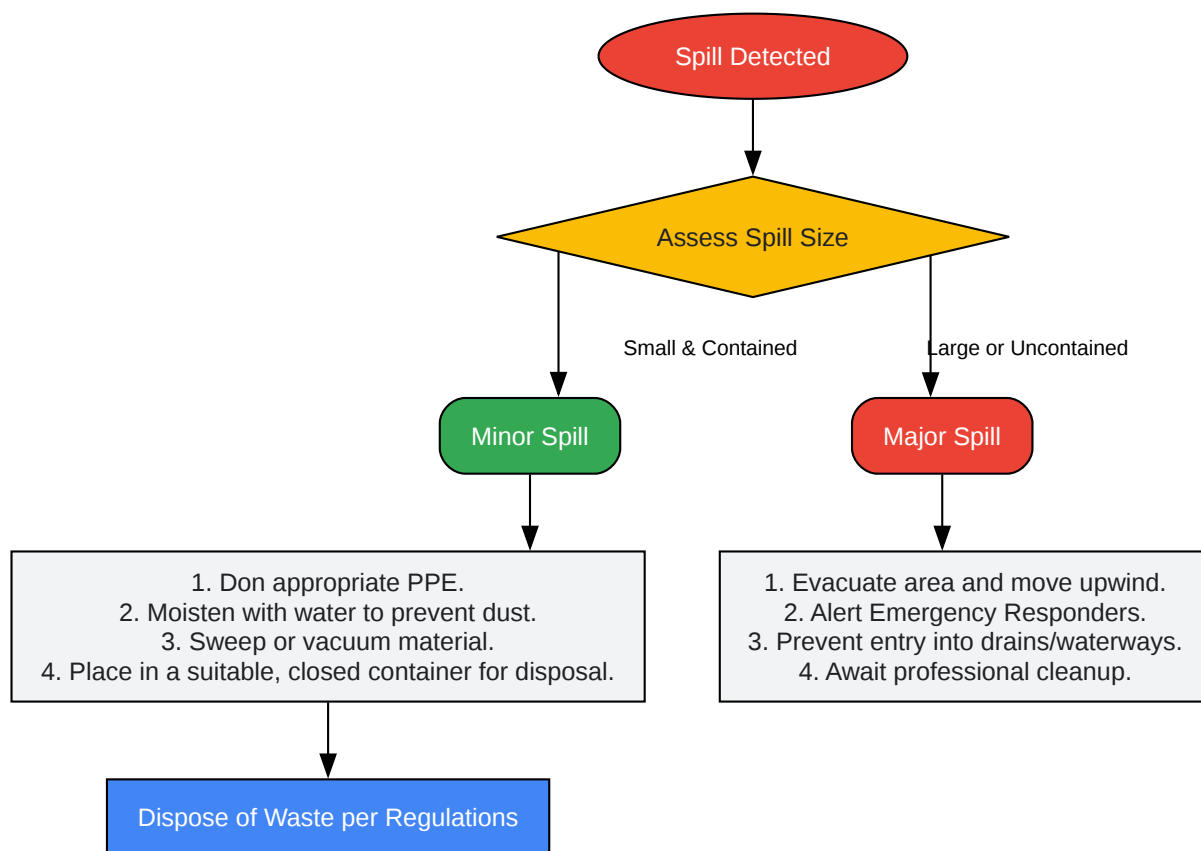 Spill Detected
Assess Spill Size
Small & Contained
Large or Uncontained
Minor Spill
Major Spill
1. Don appropriate PPE.
2. Moisten with water to prevent dust.
3. Sweep or vacuum material.
4. Place in a suitable, closed container for disposal.
1. Evacuate area and move upwind.
2. Alert Emergency Responders.
3. Prevent entry into drains/waterways.
4. Await professional cleanup.
Dispose of Waste per Regulations